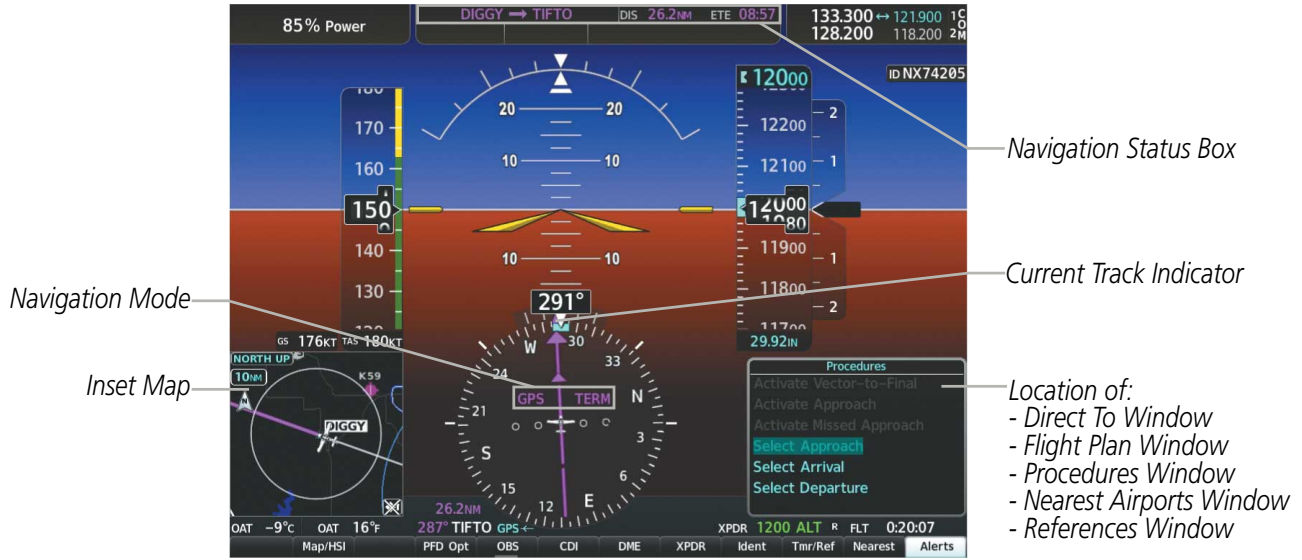 85% Power
DIGGY → TIFTO DIS 26.2NM ETE 08:57
133.300 ↔ 121.900 1 COM
128.200 118.200 2
ID NX74205
Navigation Status Box
Current Track Indicator
Navigation Mode
Inset Map
Location of:
- Direct To Window
- Flight Plan Window
- Procedures Window
- Nearest Airports Window
- References Window
170
160
150
140
130
GS 176KT TAS 180KT
20 20
10 10
10 10
12000
12200
12100
12000
80
11900
11800
29.92IN
2
1
1
2
291°
W 30 33 N 3 6 E 12 15 S 21 24
GPS TERM
NORTH UP
10NM
K59
DIGGY
Procedures
Activate Vector-to-Final
Activate Approach
Activate Missed Approach
Select Approach
Select Arrival
Select Departure
26.2NM
287° TIFTO GPS←
OAT -9°C OAT 16°F
XPDR 1200 ALT R FLT 0:20:07
Map/HSI PFD Opt OBS CDI DME XPDR Ident Tmr/Ref Nearest Alerts